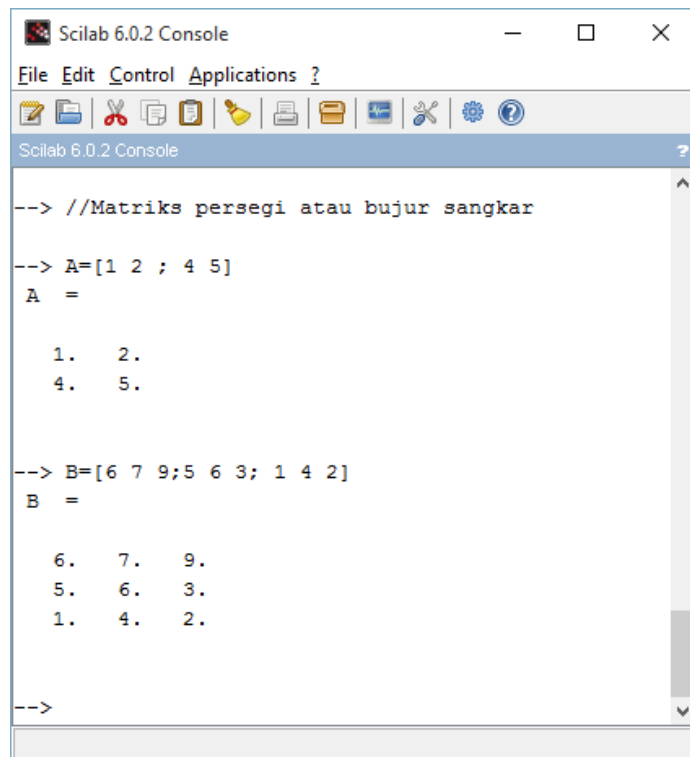 Scilab 6.0.2 Console
File Edit Control Applications ?
Scilab 6.0.2 Console ?
--> //Matriks persegi atau bujur sangkar
--> A=[1 2 ; 4 5]
A =
1. 2.
4. 5.
--> B=[6 7 9;5 6 3; 1 4 2]
B =
6. 7. 9.
5. 6. 3.
1. 4. 2.
-->